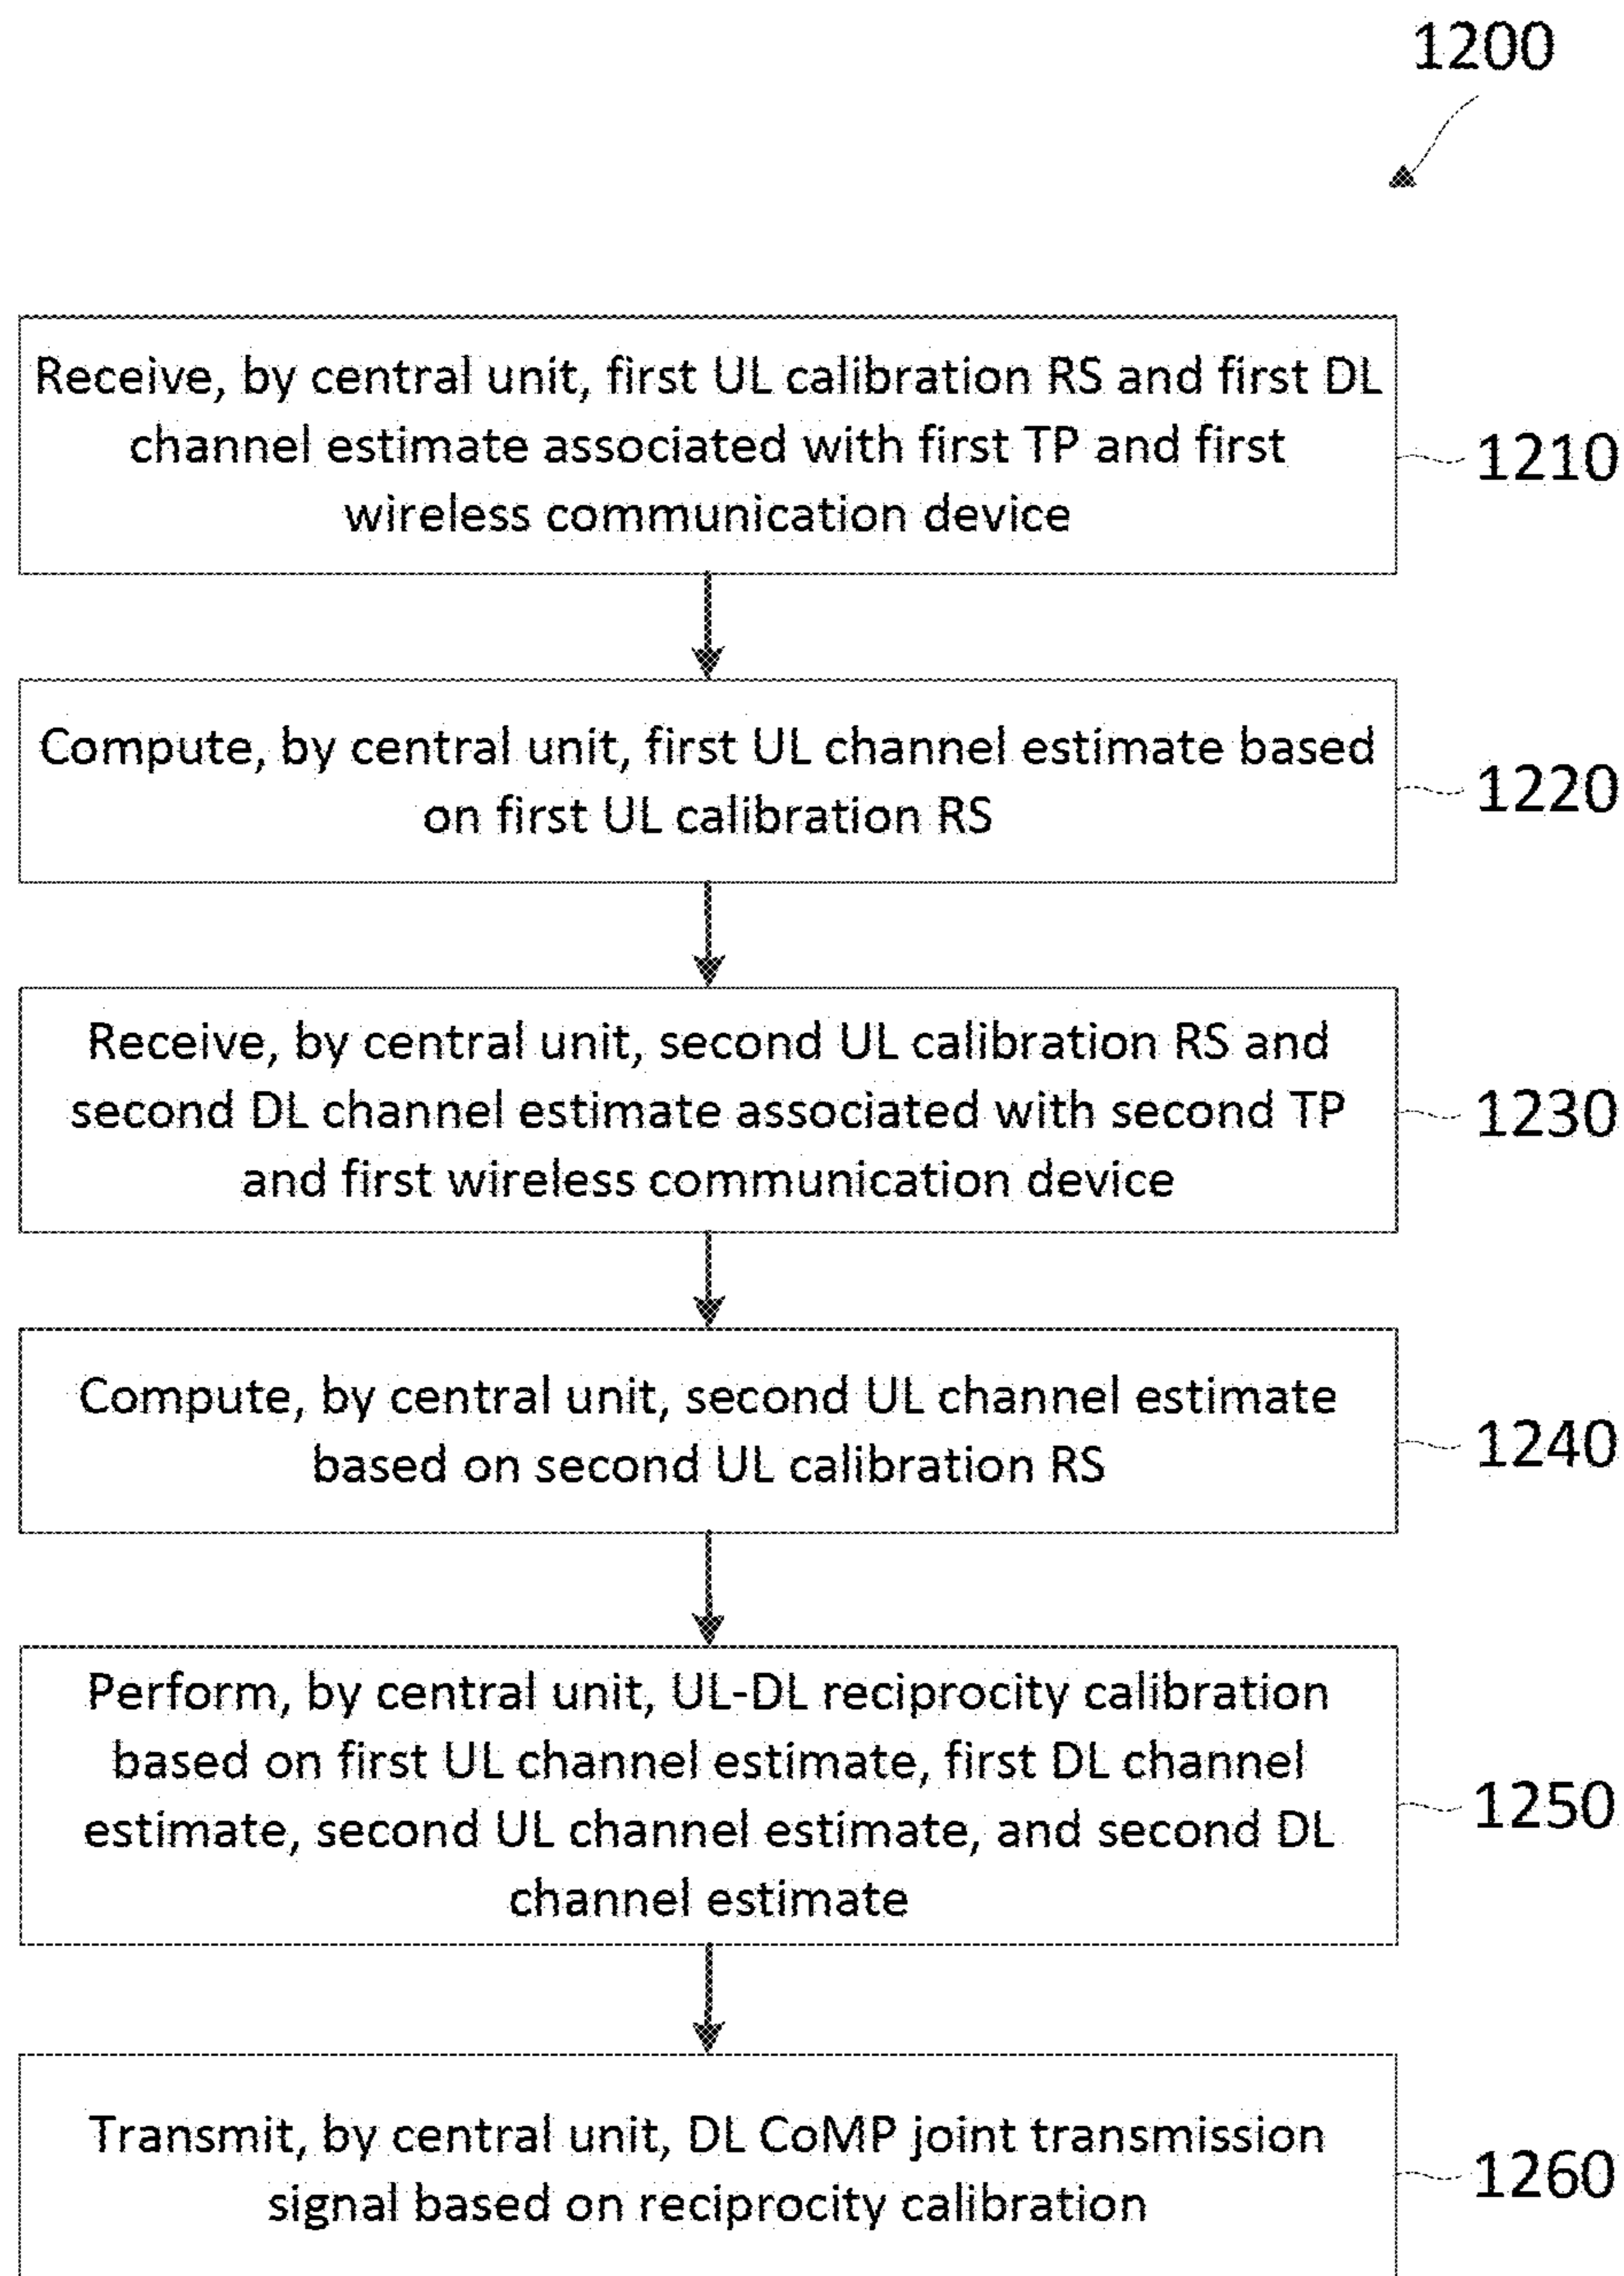 1200
Receive, by central unit, first UL calibration RS and first DL
channel estimate associated with first TP and first
wireless communication device
1210
Compute, by central unit, first UL channel estimate based
on first UL calibration RS
1220
Receive, by central unit, second UL calibration RS and
second DL channel estimate associated with second TP
and first wireless communication device
1230
Compute, by central unit, second UL channel estimate
based on second UL calibration RS
1240
Perform, by central unit, UL-DL reciprocity calibration
based on first UL channel estimate, first DL channel
estimate, second UL channel estimate, and second DL
channel estimate
1250
Transmit, by central unit, DL CoMP joint transmission
signal based on reciprocity calibration
1260